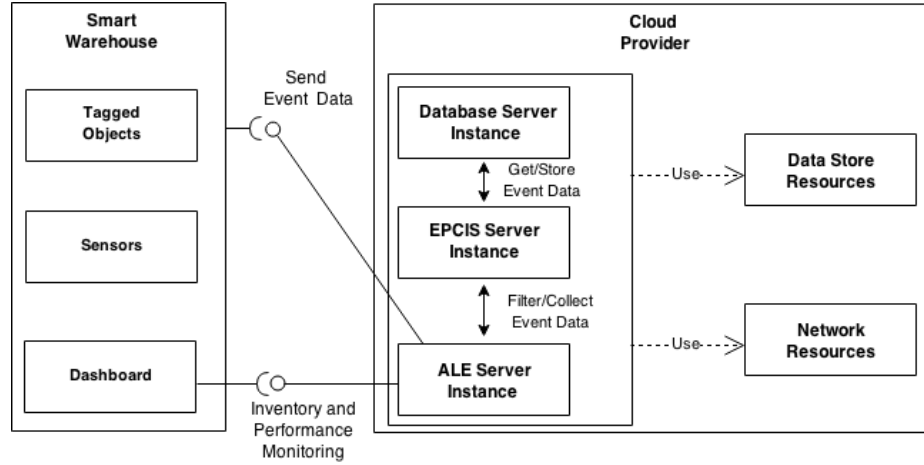 Smart
Warehouse
Tagged
Objects
Sensors
Dashboard
Send
Event Data
Inventory and
Performance
Monitoring
Cloud
Provider
Database Server
Instance
Get/Store
Event Data
EPCIS Server
Instance
Filter/Collect
Event Data
ALE Server
Instance
Use
Data Store
Resources
Use
Network
Resources